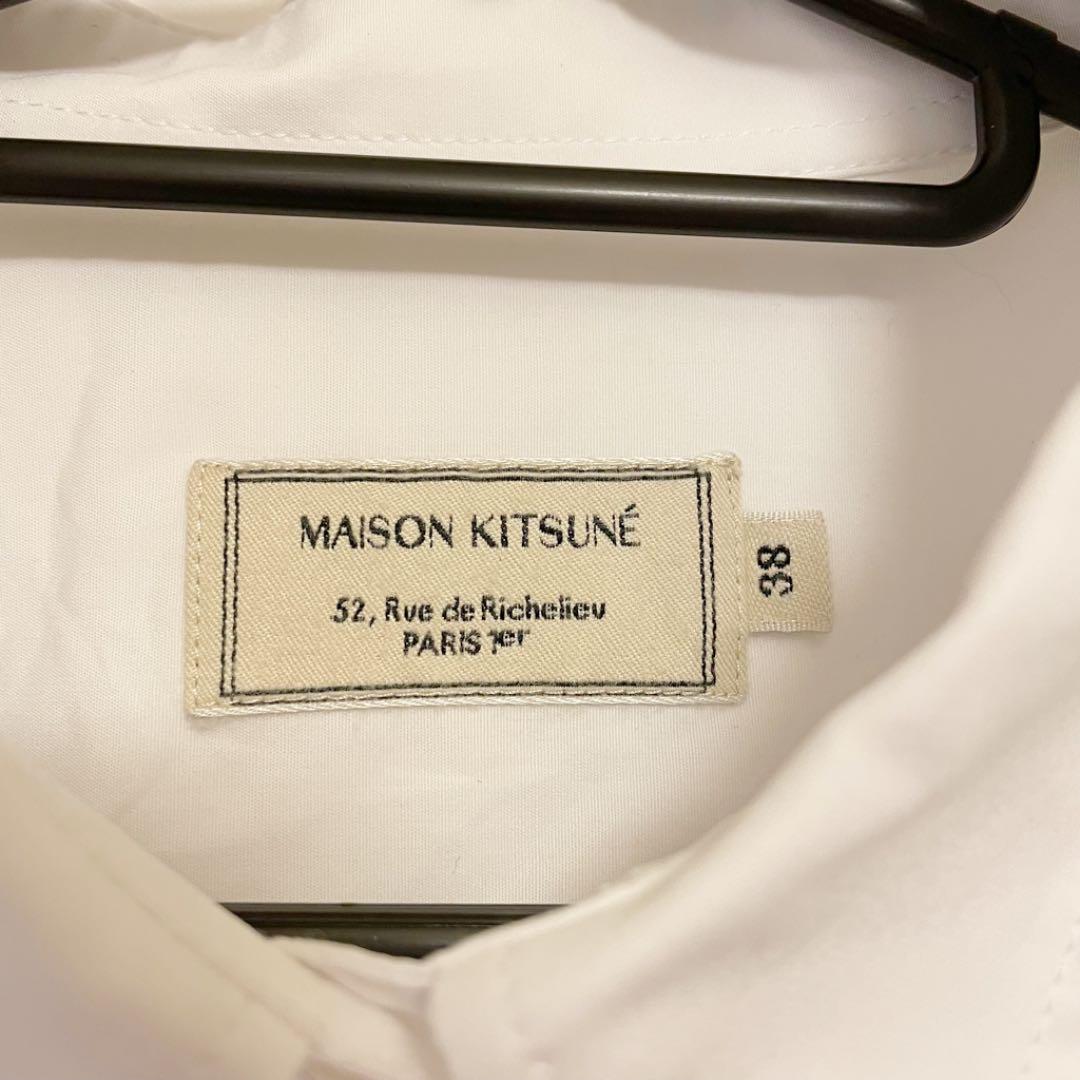 MAISON KITSUNÉ
52, Rue de Richelieu
PARIS 1er
38